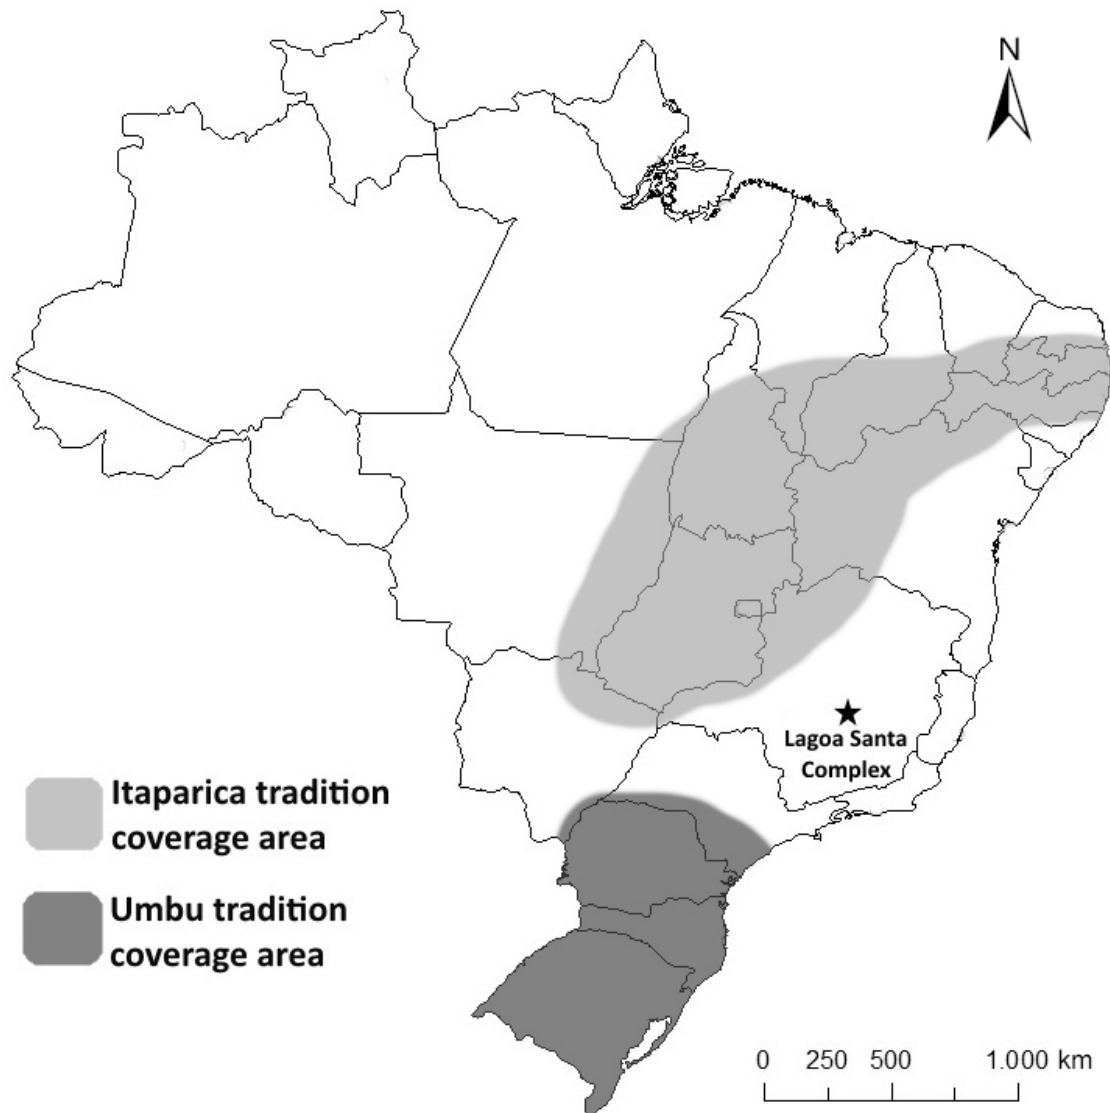 N
Lagoa Santa
Complex
Itaparica tradition
coverage area
Umbu tradition
coverage area
0 250 500 1.000 km